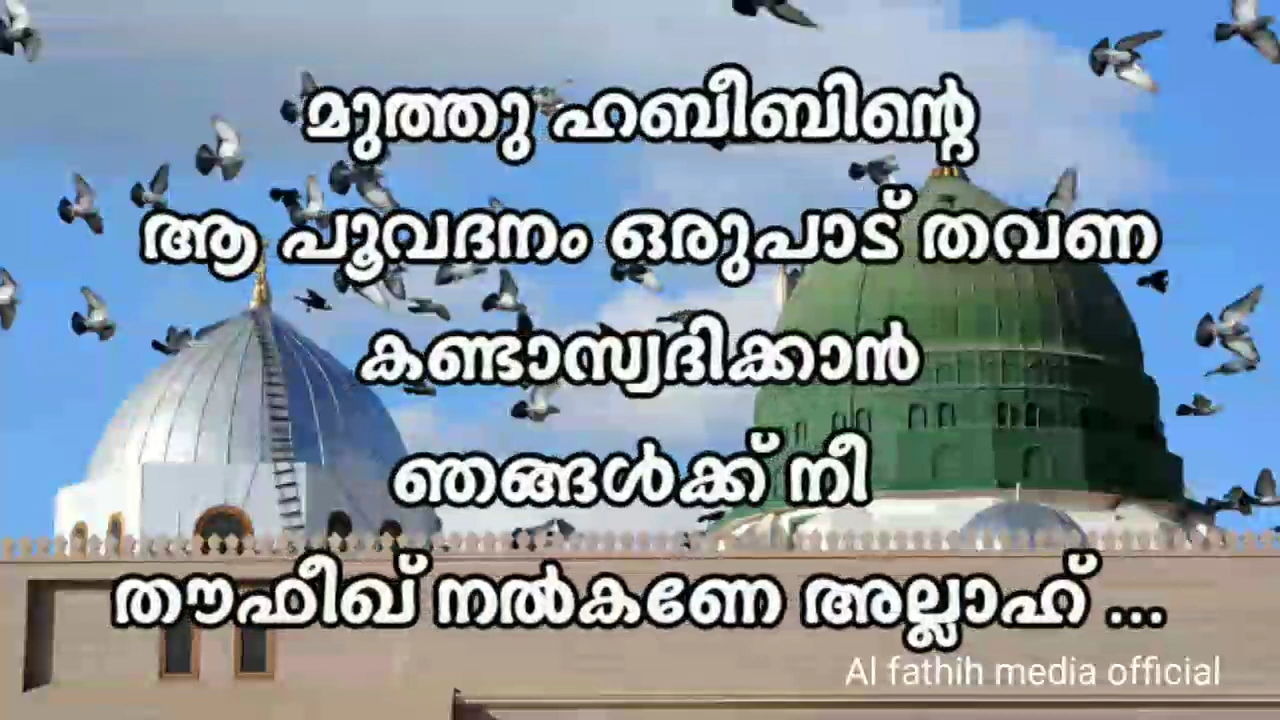 മുത്തു ഹബീബിന്റെ
ആ പൂവദനം ഒരുപാട് തവണ
കണ്ടാസ്വദിക്കാൻ
ഞങ്ങൾക്ക് നീ
തൗഫീഖ് നൽകണേ അല്ലാഹ് ...
Al fathih media official